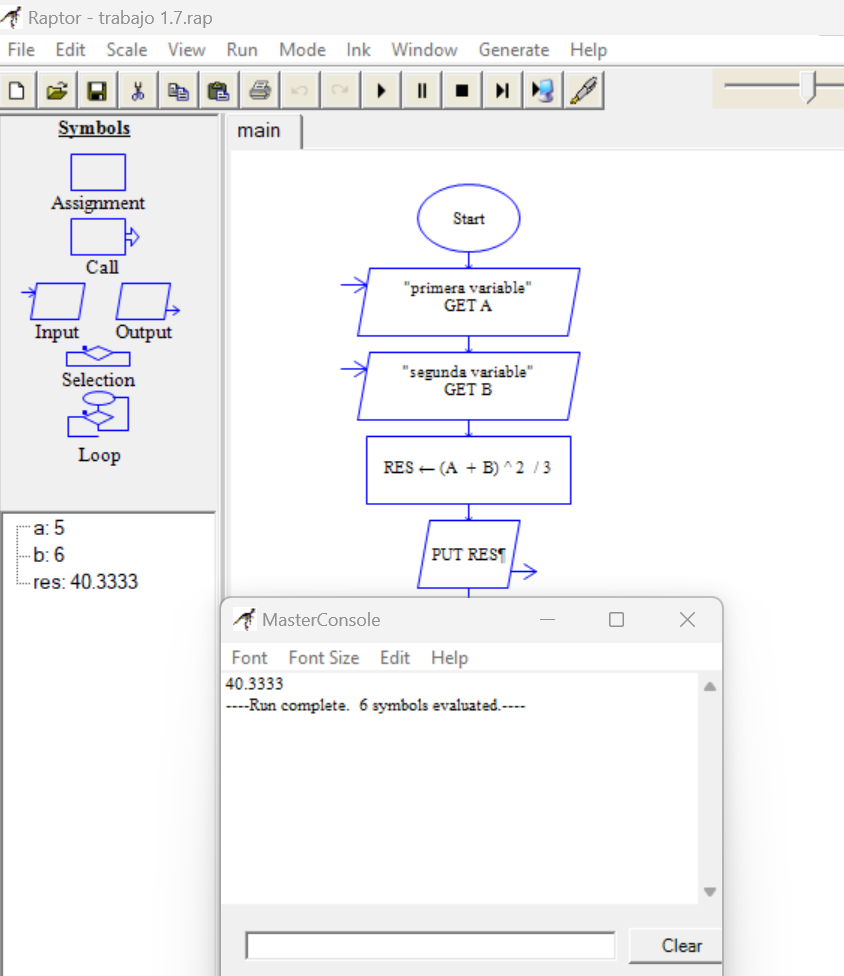 Raptor - trabajo 1.7.rap
File Edit Scale View Run Mode Ink Window Generate Help
Symbols
Assignment
Call
Input Output
Selection
Loop
a: 5
b: 6
res: 40.3333
main
Start
"primera variable"
GET A
"segunda variable"
GET B
RES ← (A + B) ^ 2 / 3
PUT RES¶
MasterConsole
Font Font Size Edit Help
40.3333
----Run complete. 6 symbols evaluated.----
Clear